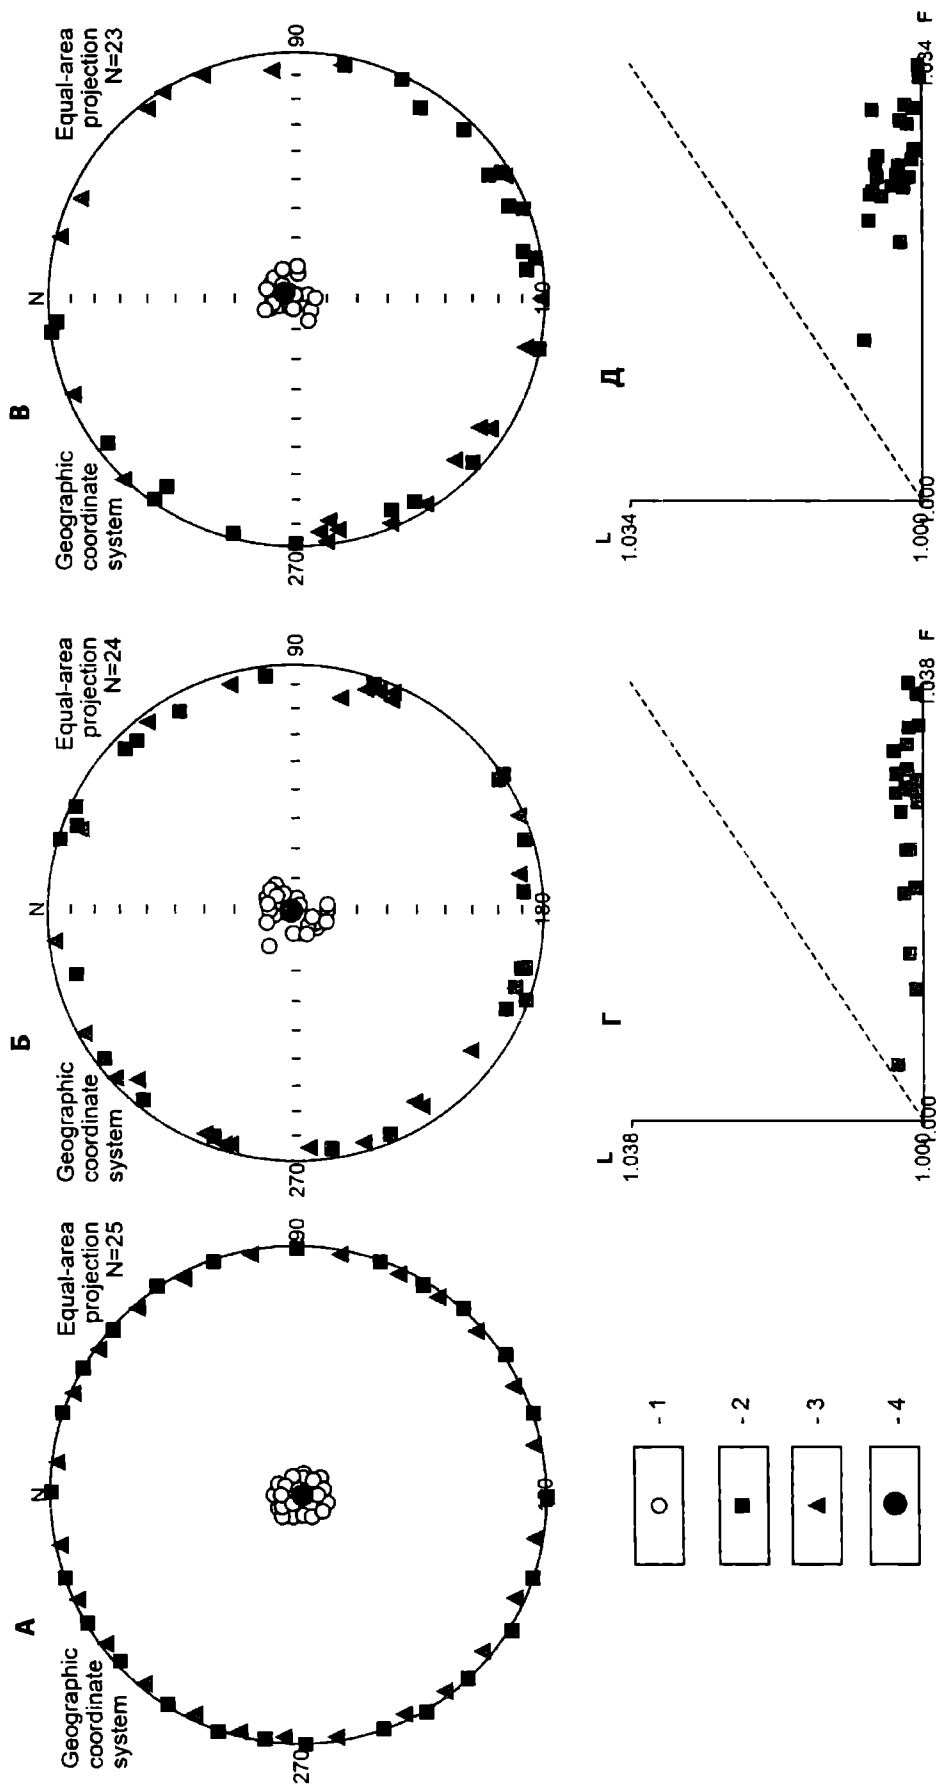 А
Geographic
coordinate
system
Equal-area
projection
N=25
N
90
180
270
Б
Geographic
coordinate
system
Equal-area
projection
N=24
N
90
180
270
В
Geographic
coordinate
system
Equal-area
projection
N=23
N
90
180
270
- 1
- 2
- 3
- 4
Г
L
1.038
1.000
1.000
1.038
F
Д
L
1.034
1.000
1.000
1.034
F